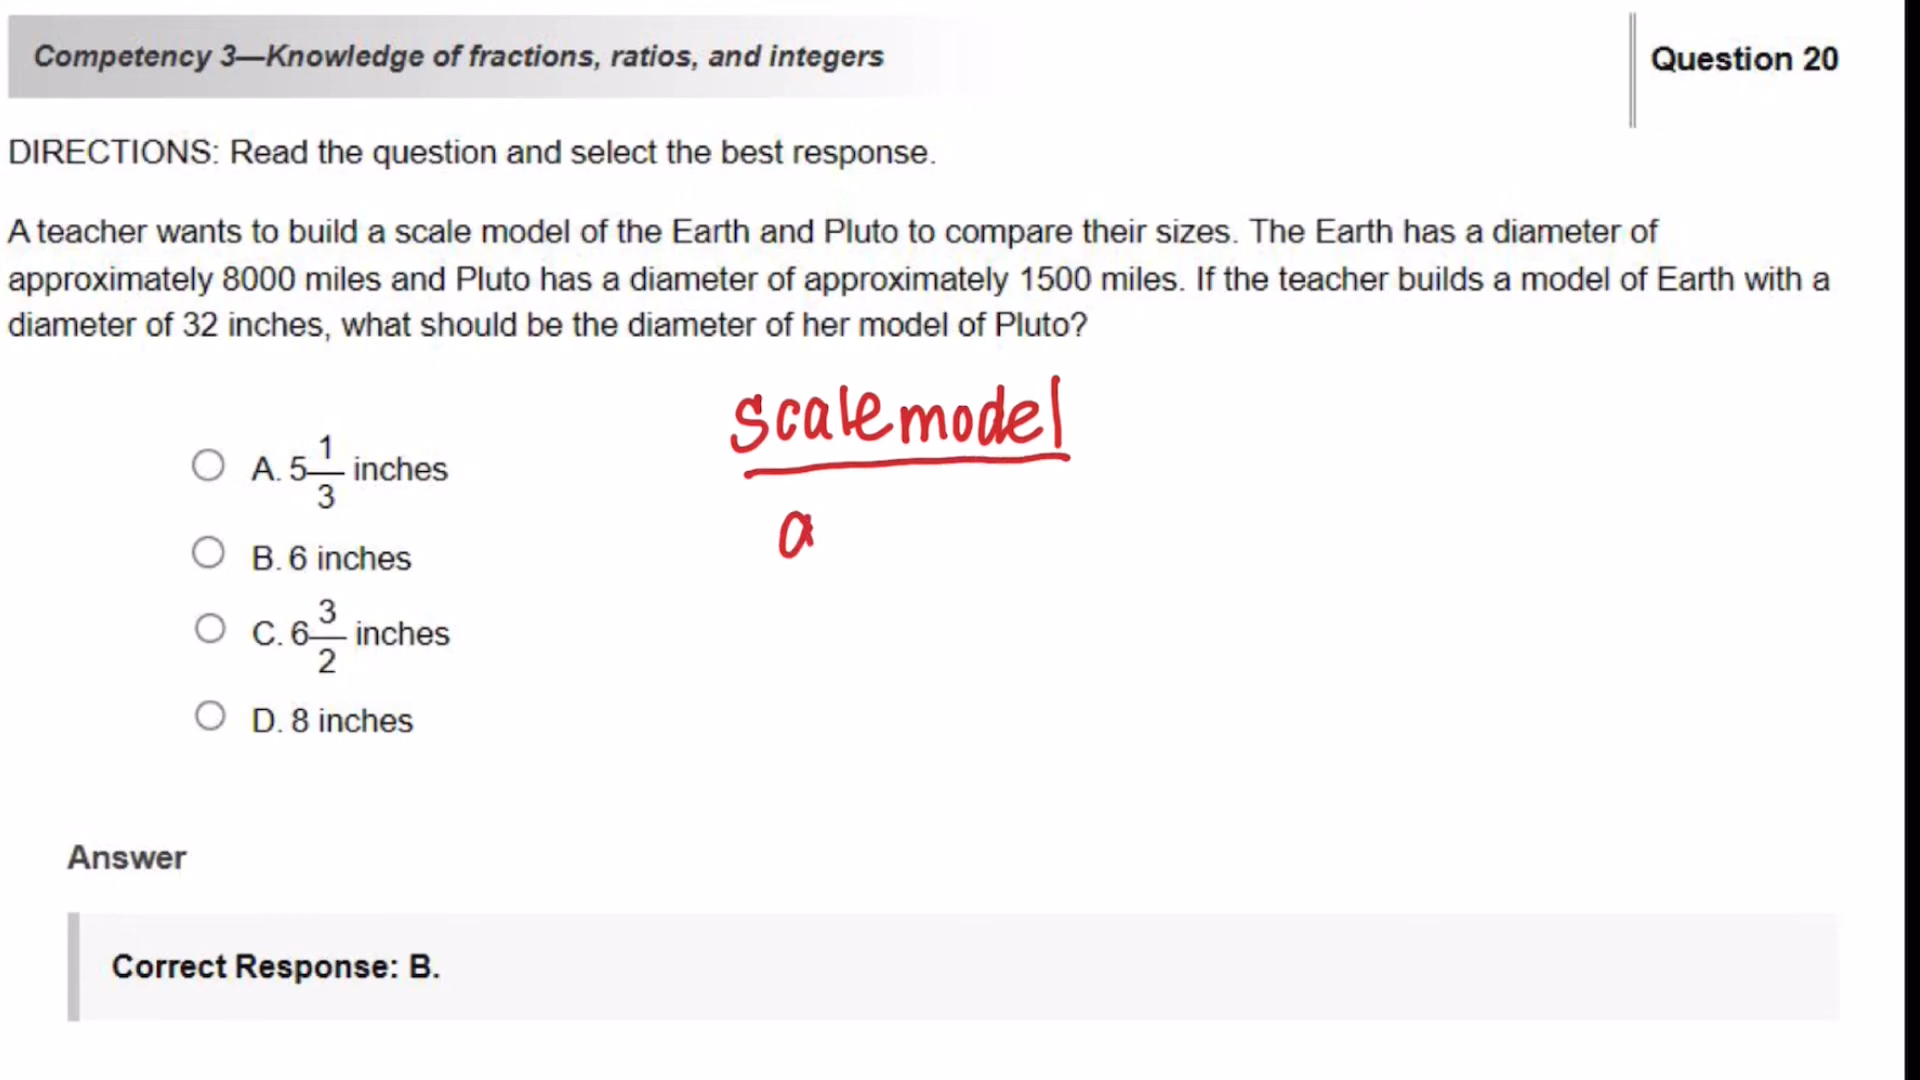 Competency 3—Knowledge of fractions, ratios, and integers
Question 20
DIRECTIONS: Read the question and select the best response.
A teacher wants to build a scale model of the Earth and Pluto to compare their sizes. The Earth has a diameter of
approximately 8000 miles and Pluto has a diameter of approximately 1500 miles. If the teacher builds a model of Earth with a
diameter of 32 inches, what should be the diameter of her model of Pluto?
scale model
a
A. 5 1/3 inches
B. 6 inches
C. 6 3/2 inches
D. 8 inches
Answer
Correct Response: B.